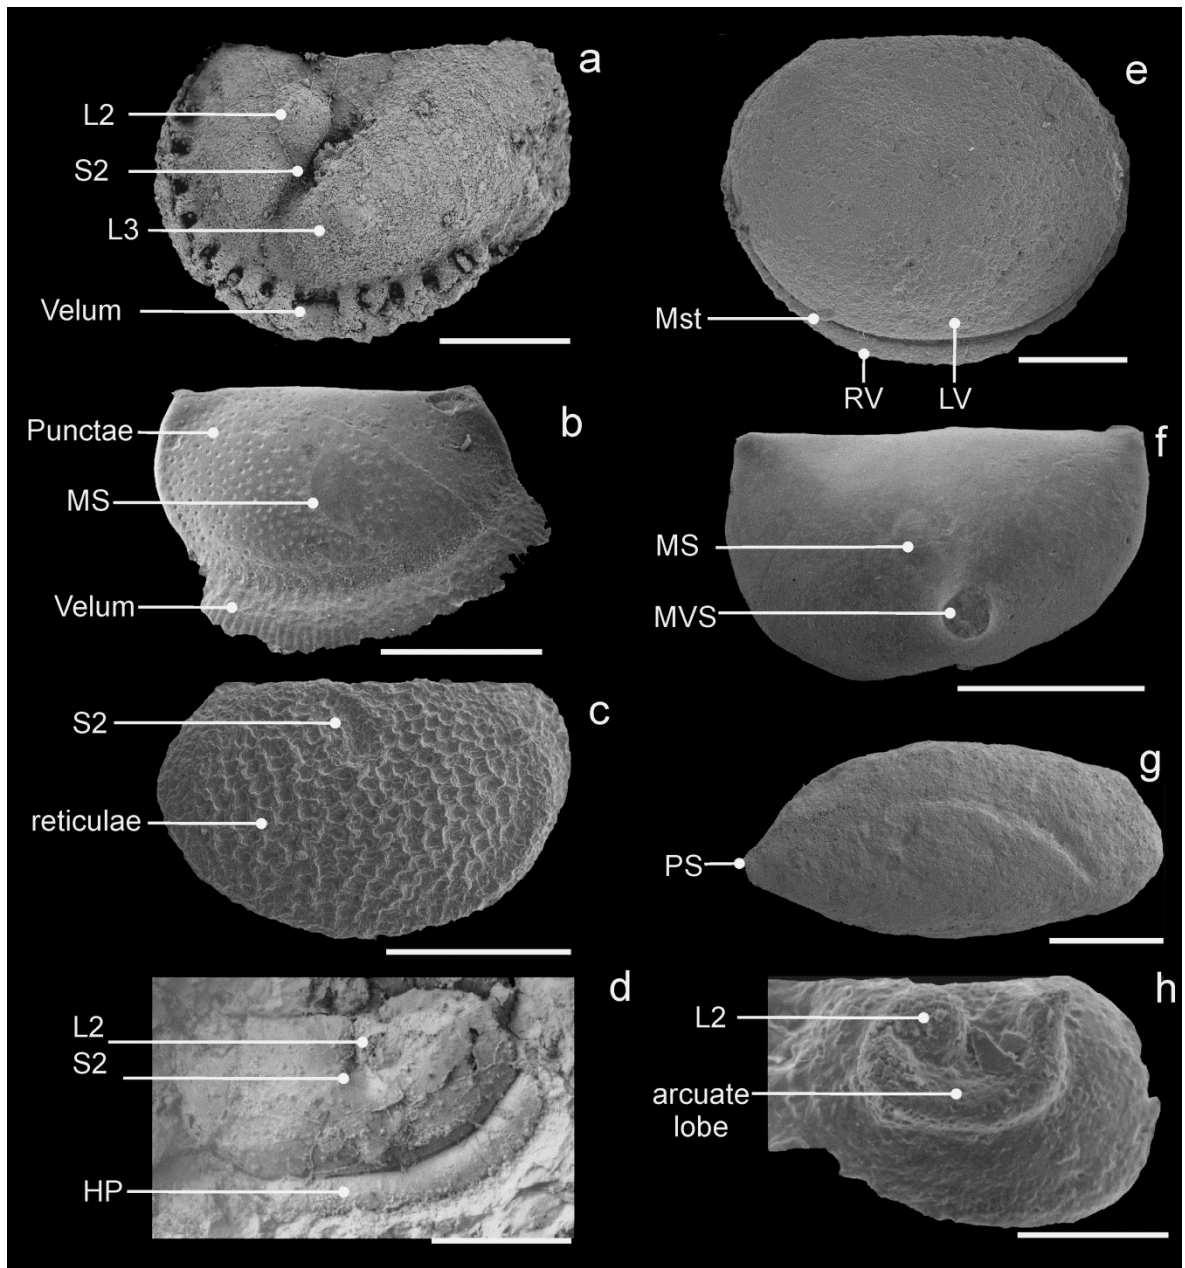 a
L2
S2
L3
Velum
b
Punctae
MS
Velum
c
S2
reticulae
d
L2
S2
HP
e
Mst
RV
LV
f
MS
MVS
g
PS
h
L2
arcuate
lobe